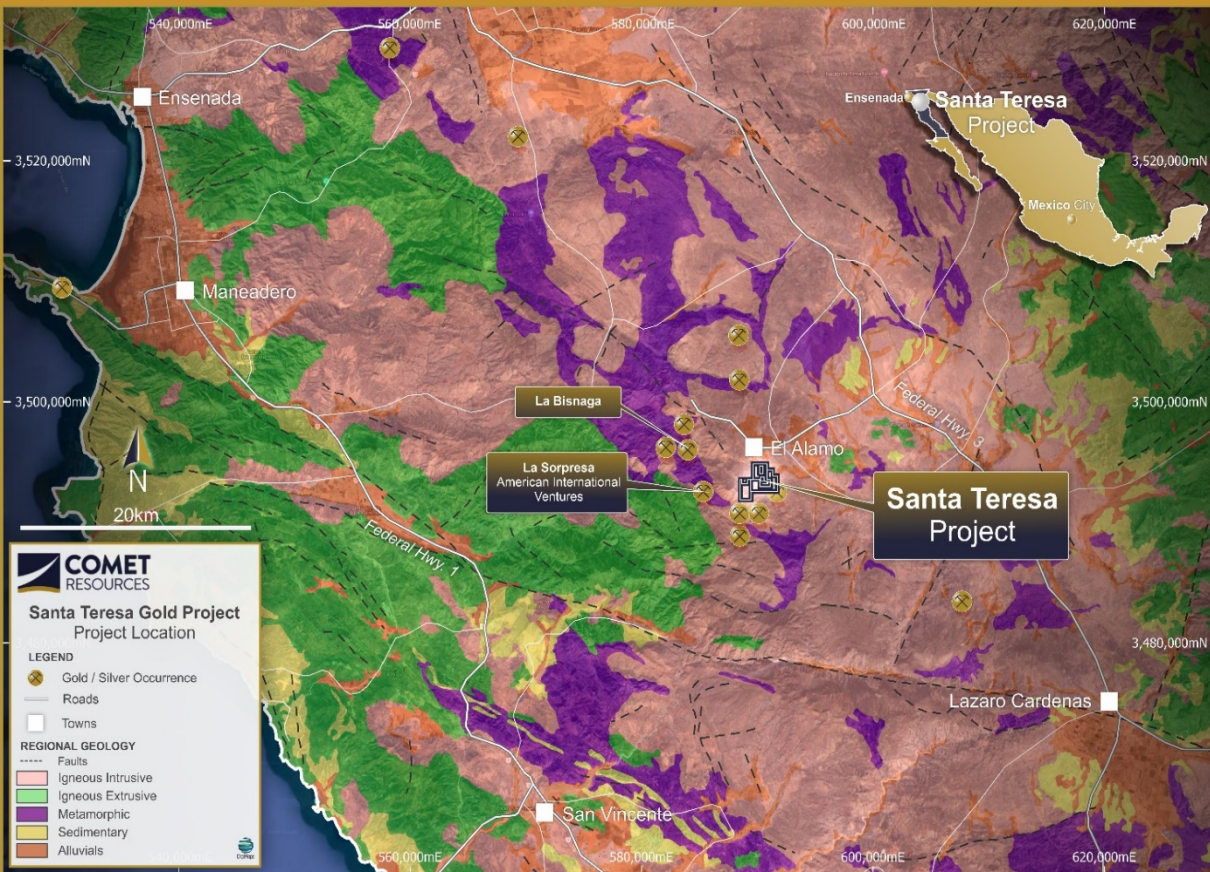 540,000mE
560,000mE
580,000mE
600,000mE
620,000mE
Ensenada
Ensenada
Santa Teresa
Project
3,520,000mN
3,520,000mN
Mexico City
Maneadero
3,500,000mN
3,500,000mN
La Bisnaga
Federal Hwy. 3
El Alamo
La Sorpresa
American International
Ventures
Santa Teresa
Project
N
20km
Federal Hwy. 1
COMET
RESOURCES
Santa Teresa Gold Project
Project Location
LEGEND
Gold / Silver Occurrence
Roads
Towns
REGIONAL GEOLOGY
Faults
Igneous Intrusive
Igneous Extrusive
Metamorphic
Sedimentary
Alluvials
3,480,000mN
Lazaro Cardenas
San Vincente
540,000mE
560,000mE
580,000mE
600,000mE
620,000mE